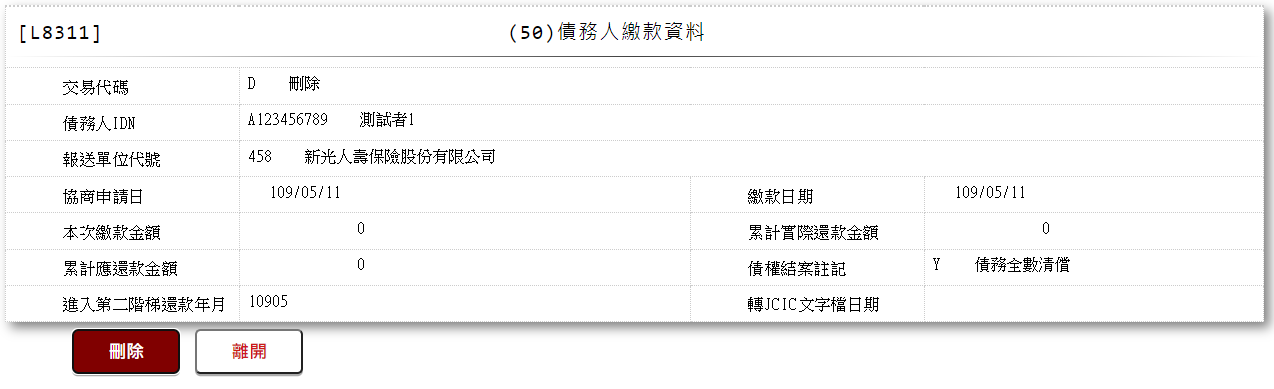 [L8311] (50)債務人繳款資料
交易代碼 D 刪除
債務人IDN A123456789 測試者1
報送單位代號 458 新光人壽保險股份有限公司
協商申請日 109/05/11 繳款日期 109/05/11
本次繳款金額 0 累計實際還款金額 0
累計應還款金額 0 債權結案註記 Y 債務全數清償
進入第二階梯還款年月 10905 轉JCIC文字檔日期
刪除 離開